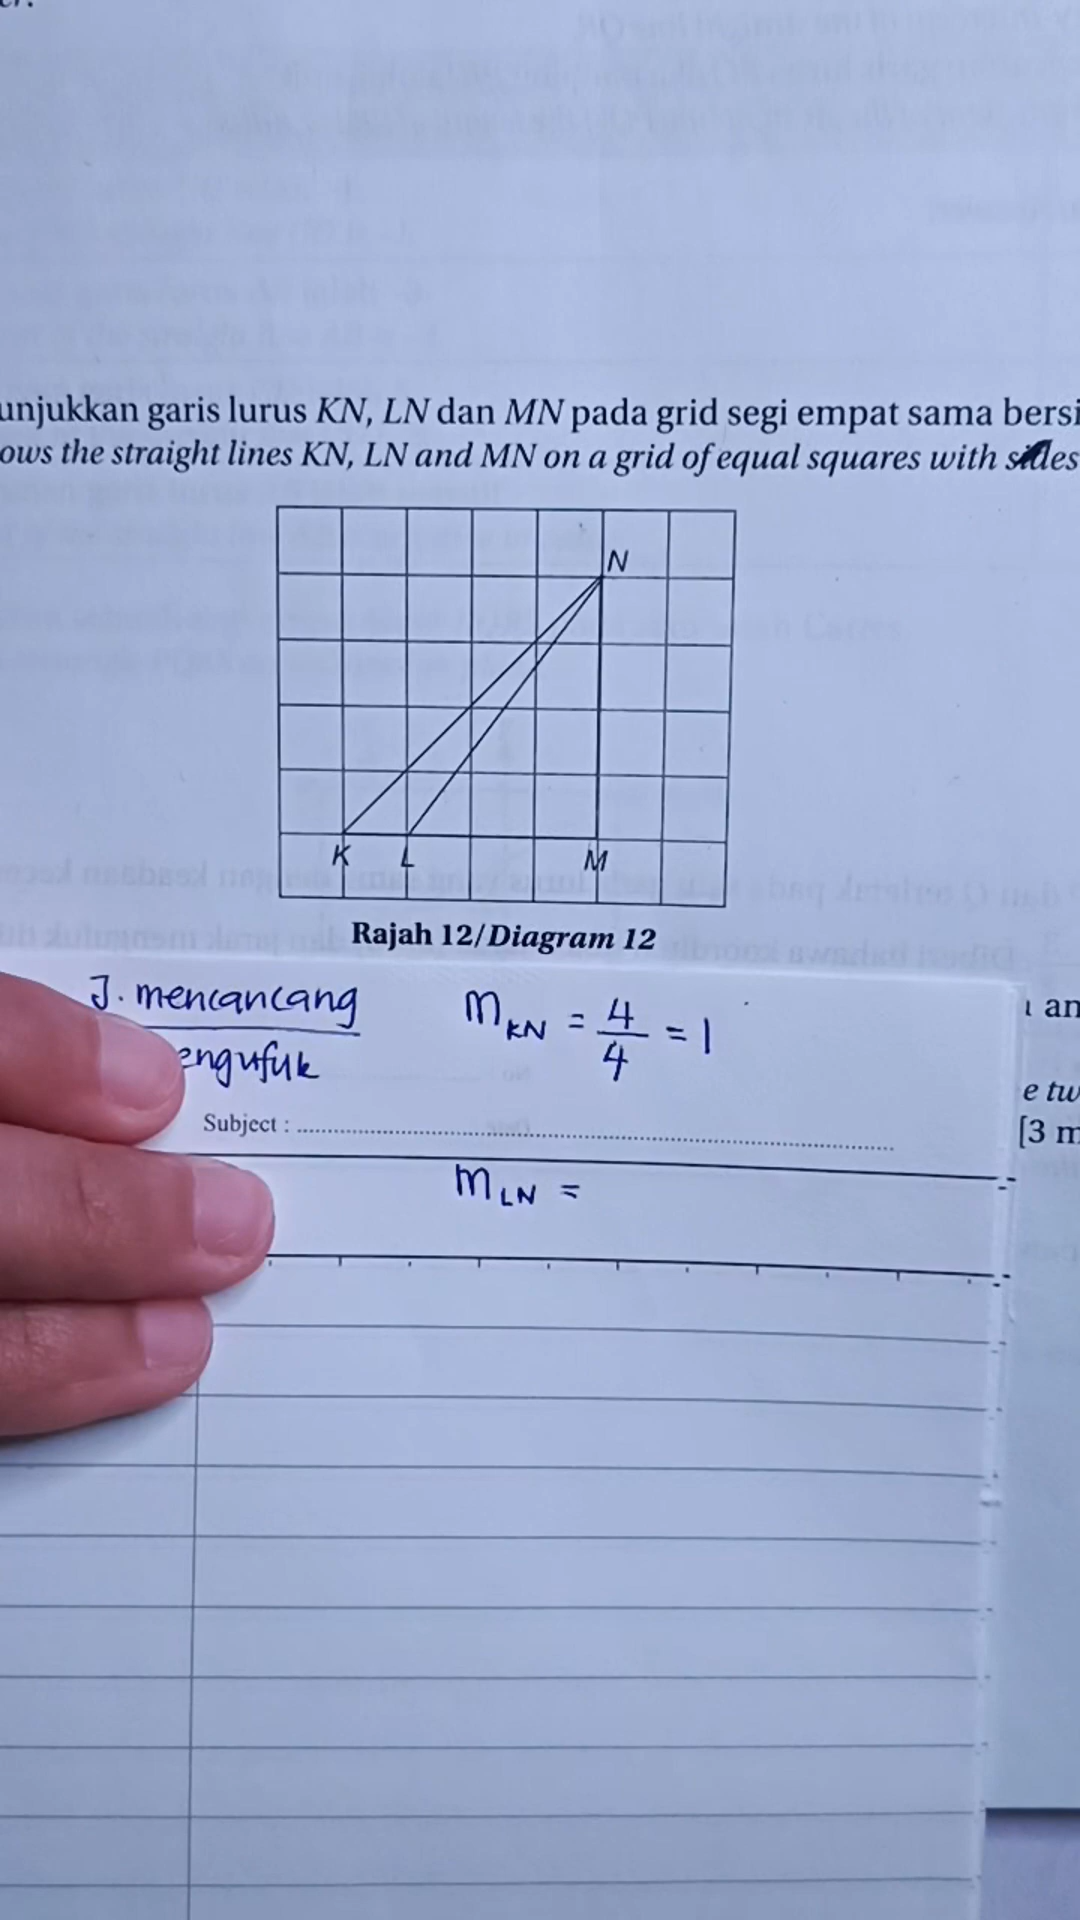 unjukkan garis lurus KN, LN dan MN pada grid segi empat sama bersi
ows the straight lines KN, LN and MN on a grid of equal squares with sides
N
K L M
Rajah 12/Diagram 12
J. mencancang
engufuk
m KN = 4/4 = 1
an
e tw
[3 m
Subject :
m LN =